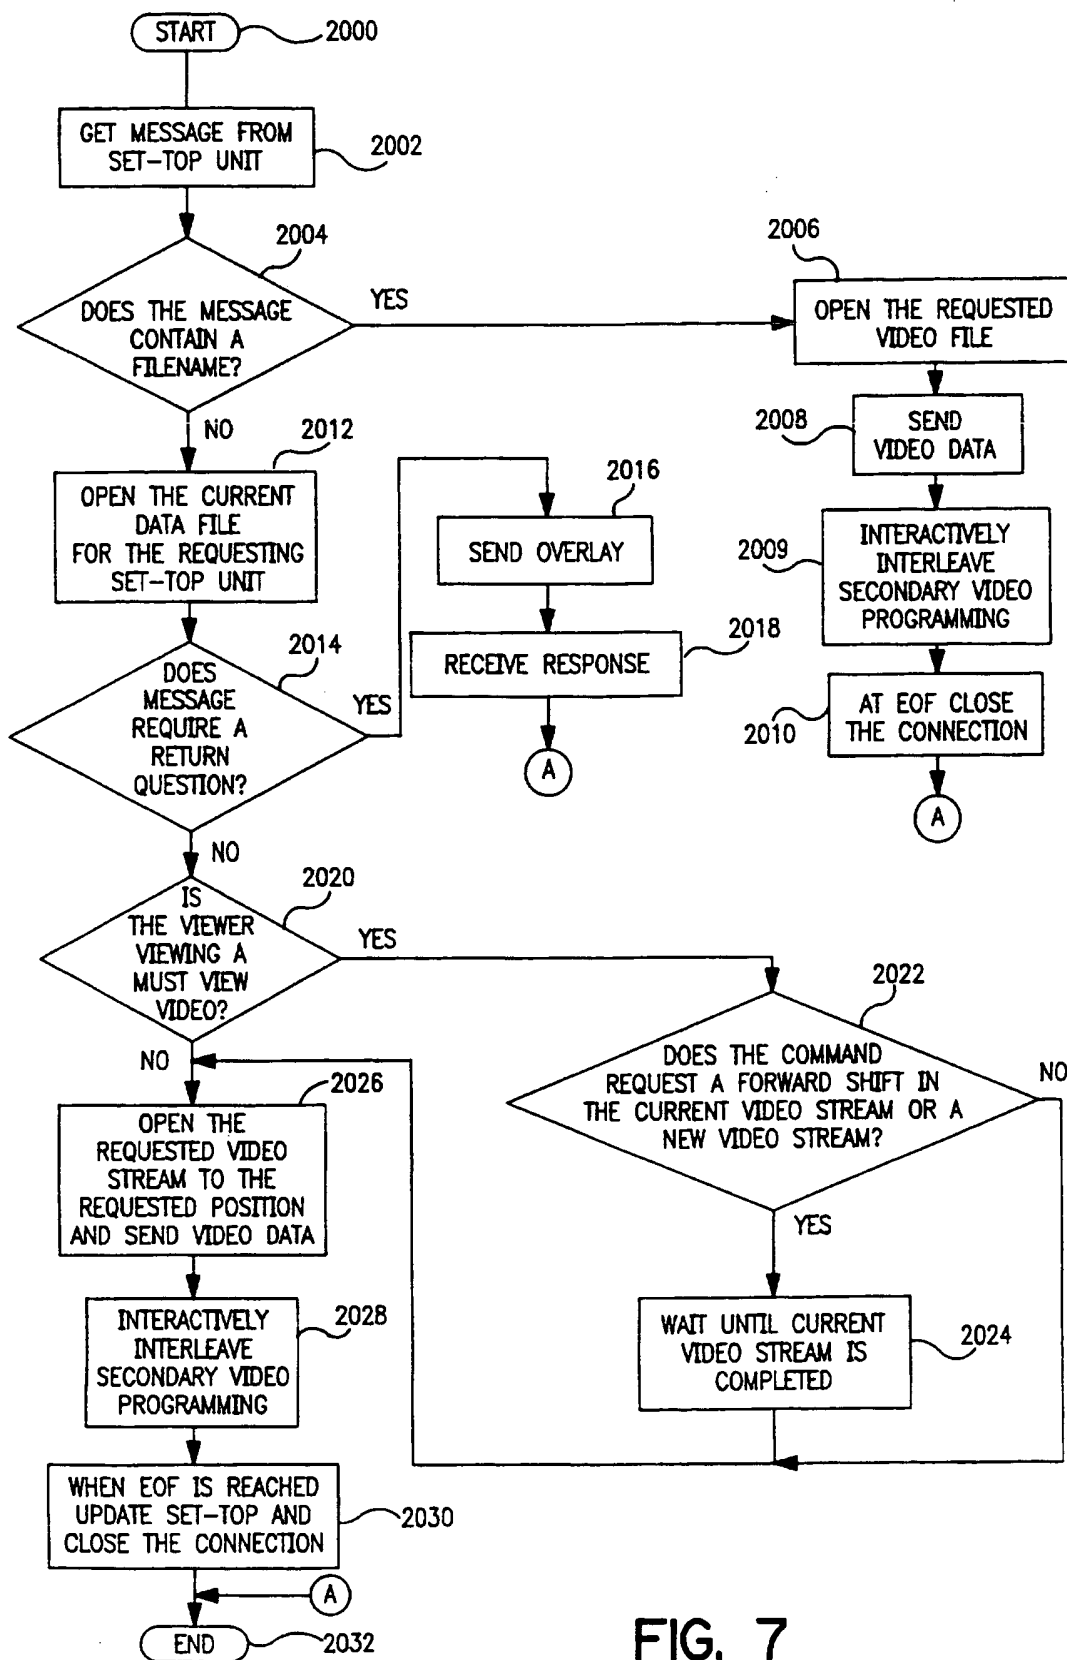 START
2000
GET MESSAGE FROM
SET-TOP UNIT
2002
2004
DOES THE MESSAGE
CONTAIN A
FILENAME?
YES
NO
2006
OPEN THE REQUESTED
VIDEO FILE
2008
SEND
VIDEO DATA
2009
INTERACTIVELY
INTERLEAVE
SECONDARY VIDEO
PROGRAMMING
2010
AT EOF CLOSE
THE CONNECTION
A
2012
OPEN THE CURRENT
DATA FILE
FOR THE REQUESTING
SET-TOP UNIT
2014
DOES
MESSAGE
REQUIRE A
RETURN
QUESTION?
YES
NO
2016
SEND OVERLAY
2018
RECEIVE RESPONSE
A
2020
IS
THE VIEWER
VIEWING A
MUST VIEW
VIDEO?
YES
NO
2022
DOES THE COMMAND
REQUEST A FORWARD SHIFT IN
THE CURRENT VIDEO STREAM OR A
NEW VIDEO STREAM?
NO
YES
WAIT UNTIL CURRENT
VIDEO STREAM IS
COMPLETED
2024
2026
OPEN THE
REQUESTED VIDEO
STREAM TO THE
REQUESTED POSITION
AND SEND VIDEO DATA
INTERACTIVELY
INTERLEAVE
SECONDARY VIDEO
PROGRAMMING
2028
WHEN EOF IS REACHED
UPDATE SET-TOP AND
CLOSE THE CONNECTION
2030
A
END
2032
FIG. 7